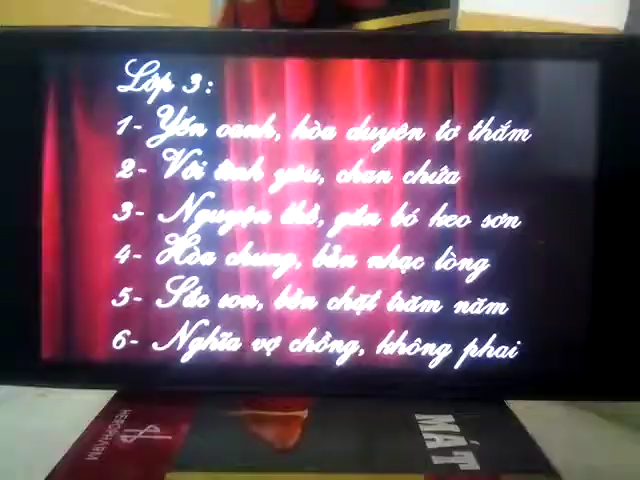 Lớp 3:
1- Yến oanh, hòa duyên tơ thắm
2- Với tình yêu, chan chứa
3- Nguyện thề, gắn bó keo sơn
4- Hòa chung, bản nhạc lòng
5- Sắc son, bền chặt trăm năm
6- Nghĩa vợ chồng, không phai
MÁT